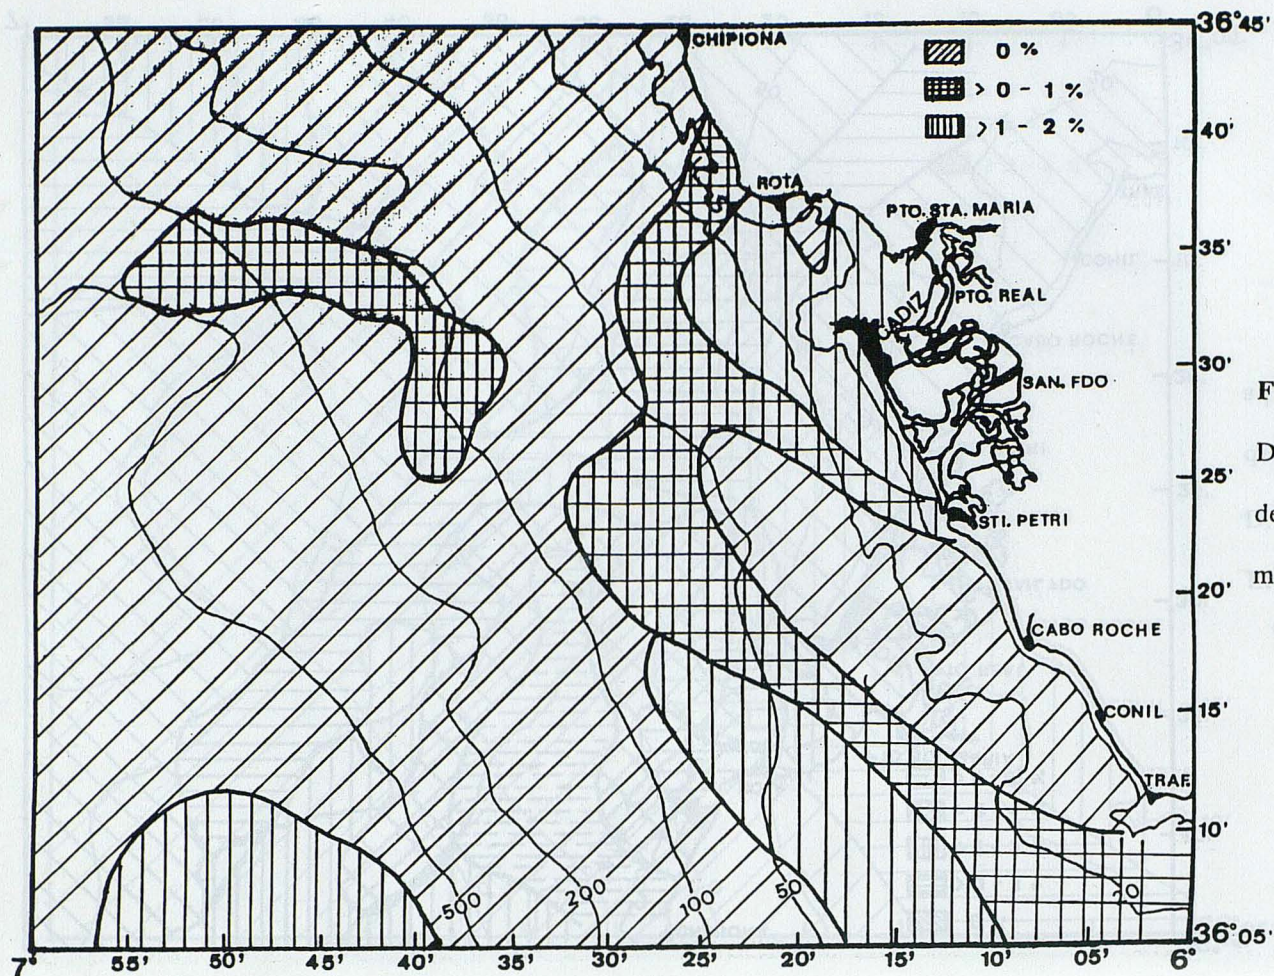 36°45'
CHIPIONA
0 %
> 0 - 1 %
>1 - 2 %
40'
ROTA
PTO. STA. MARIA
35'
PTO. REAL
CADIZ
30'
SAN. FDO
25'
STI. PETRI
20'
CABO ROCHE
15'
CONIL
TRAF.
10'
20
500
200
100
50
36°05'
7°
55'
50'
45'
40'
35'
30'
25'
20'
15'
10'
05'
6°
F
D
de
m